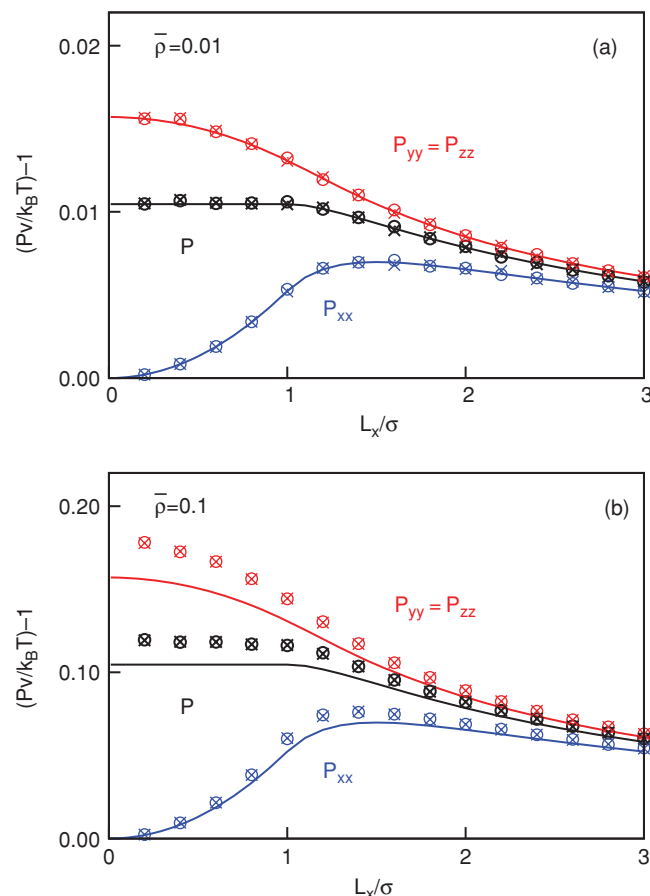 0.02
ρ̅=0.01
(a)
P_yy = P_zz
(Pv/k_BT)−1
0.01
P
P_xx
0.00
0
1
2
3
L_x/σ
0.20
ρ̅=0.1
(b)
P_yy = P_zz
(Pv/k_BT)−1
0.10
P
P_xx
0.00
0
1
2
3
L_x/σ